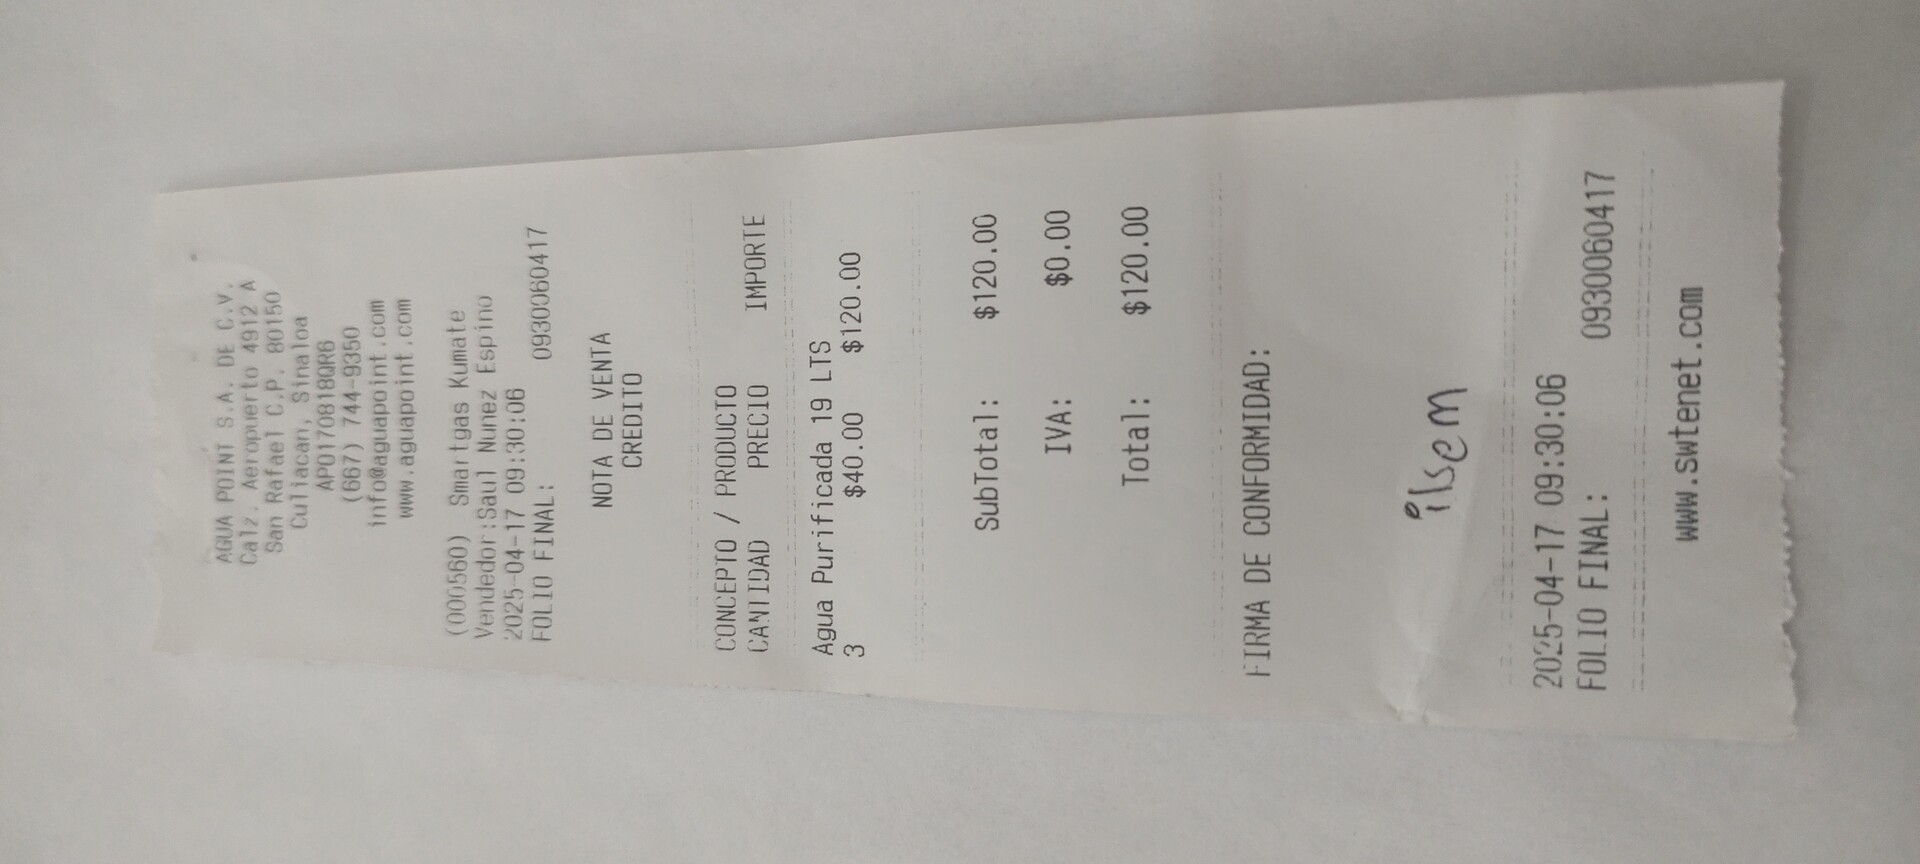 AGUA POINT S.A. DE C.V.
Calz. Aeropuerto 4912 A
San Rafael C.P. 80150
Culiacan, Sinaloa
APO170818QR6
(667) 744-9350
info@aguapoint.com
www.aguapoint.com
(000560) Smartgas Kumate
Vendedor:Saul Nunez Espino
2025-04-17 09:30:06
FOLIO FINAL: 0930060417
NOTA DE VENTA
CREDITO
CONCEPTO / PRODUCTO
CANTIDAD PRECIO IMPORTE
Agua Purificada 19 LTS
3 $40.00 $120.00
SubTotal: $120.00
IVA: $0.00
Total: $120.00
FIRMA DE CONFORMIDAD:
ilsem
2025-04-17 09:30:06
FOLIO FINAL: 0930060417
www.swtenet.com